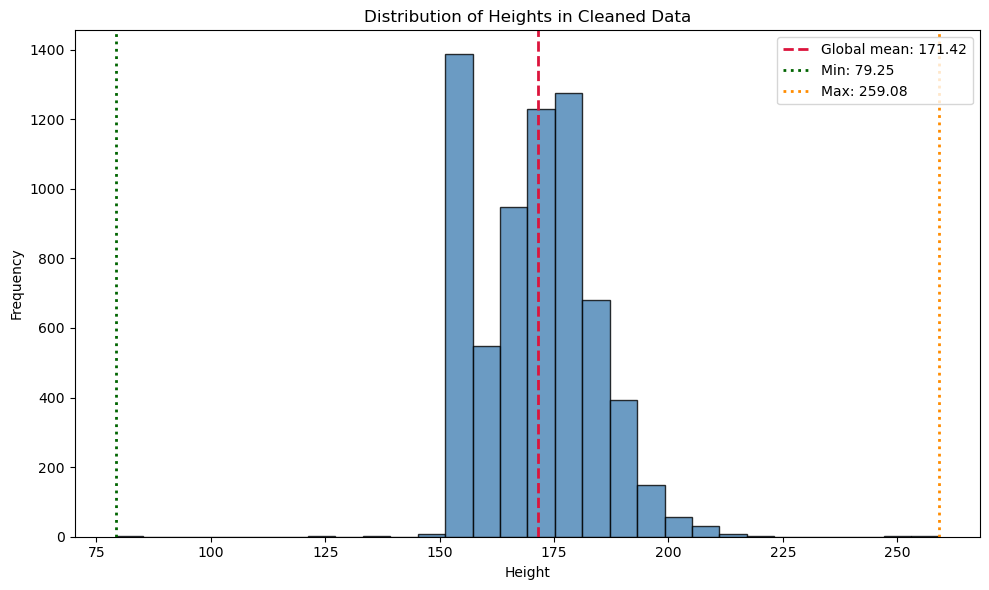 Distribution of Heights in Cleaned Data
Global mean: 171.42
Min: 79.25
Max: 259.08
Frequency
1400
1200
1000
800
600
400
200
0
75
100
125
150
175
200
225
250
Height